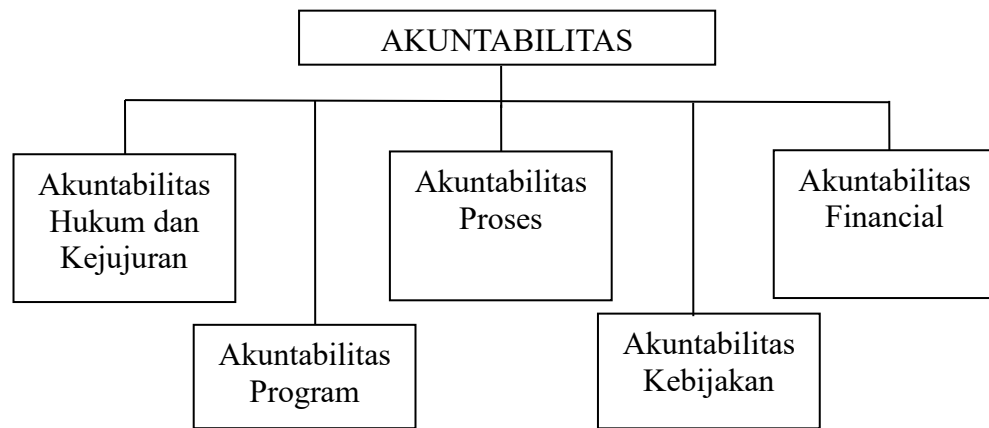 AKUNTABILITAS
Akuntabilitas
Hukum dan
Kejujuran
Akuntabilitas
Proses
Akuntabilitas
Financial
Akuntabilitas
Program
Akuntabilitas
Kebijakan